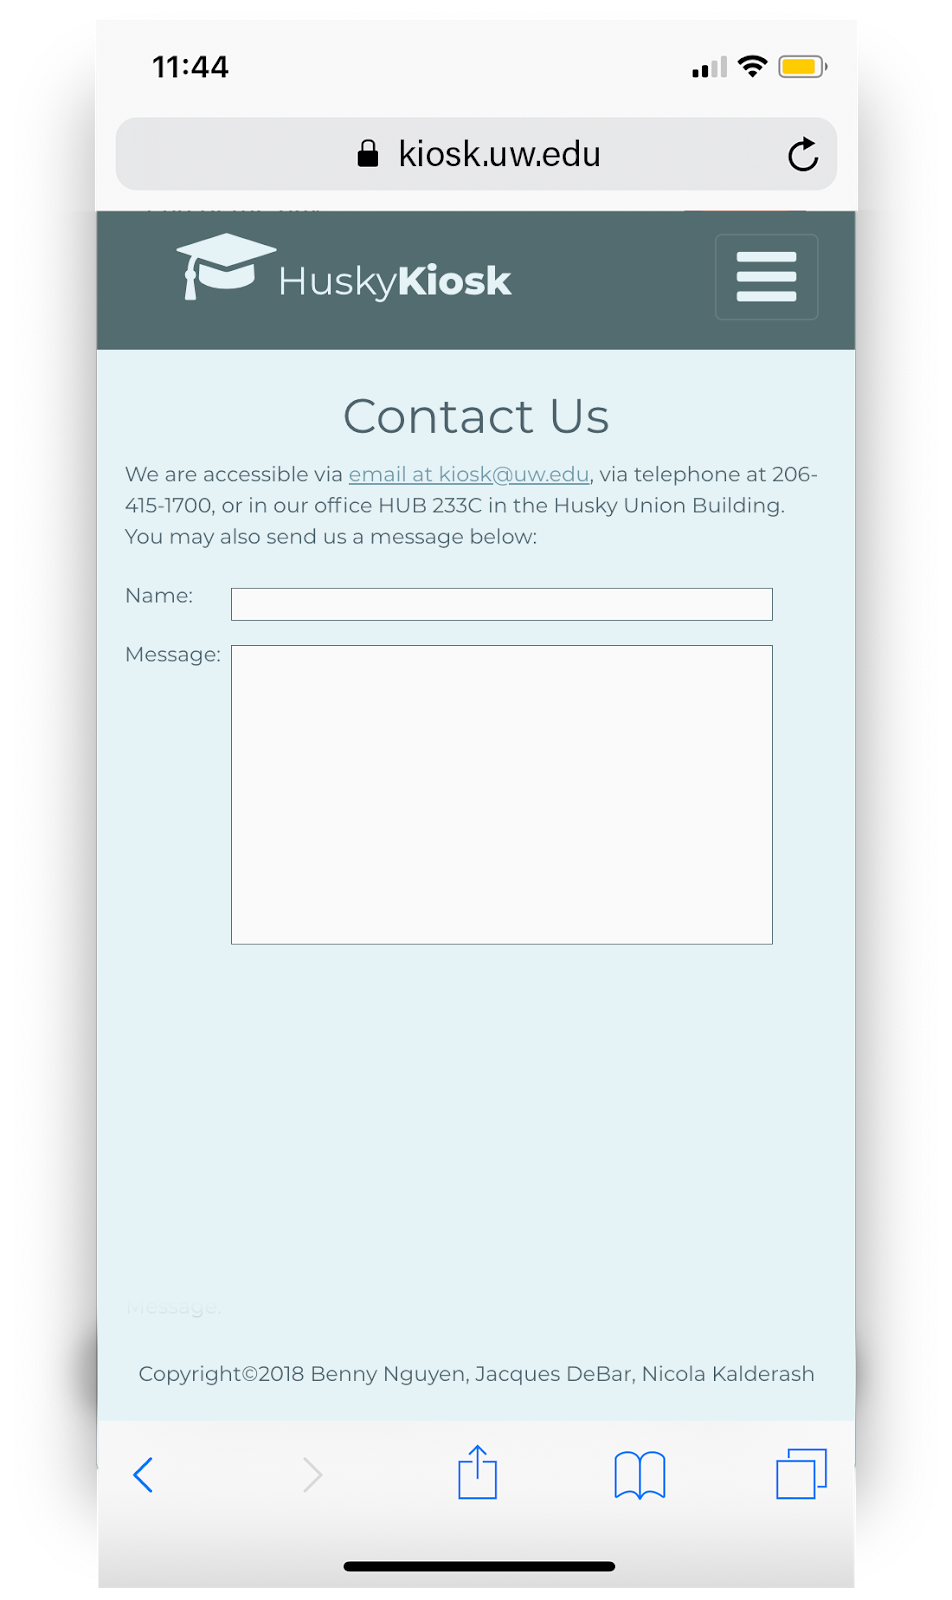 11:44
kiosk.uw.edu
HuskyKiosk
Contact Us
We are accessible via email at kiosk@uw.edu, via telephone at 206-
415-1700, or in our office HUB 233C in the Husky Union Building.
You may also send us a message below:
Name:
Message:
Message:
Copyright©2018 Benny Nguyen, Jacques DeBar, Nicola Kalderash